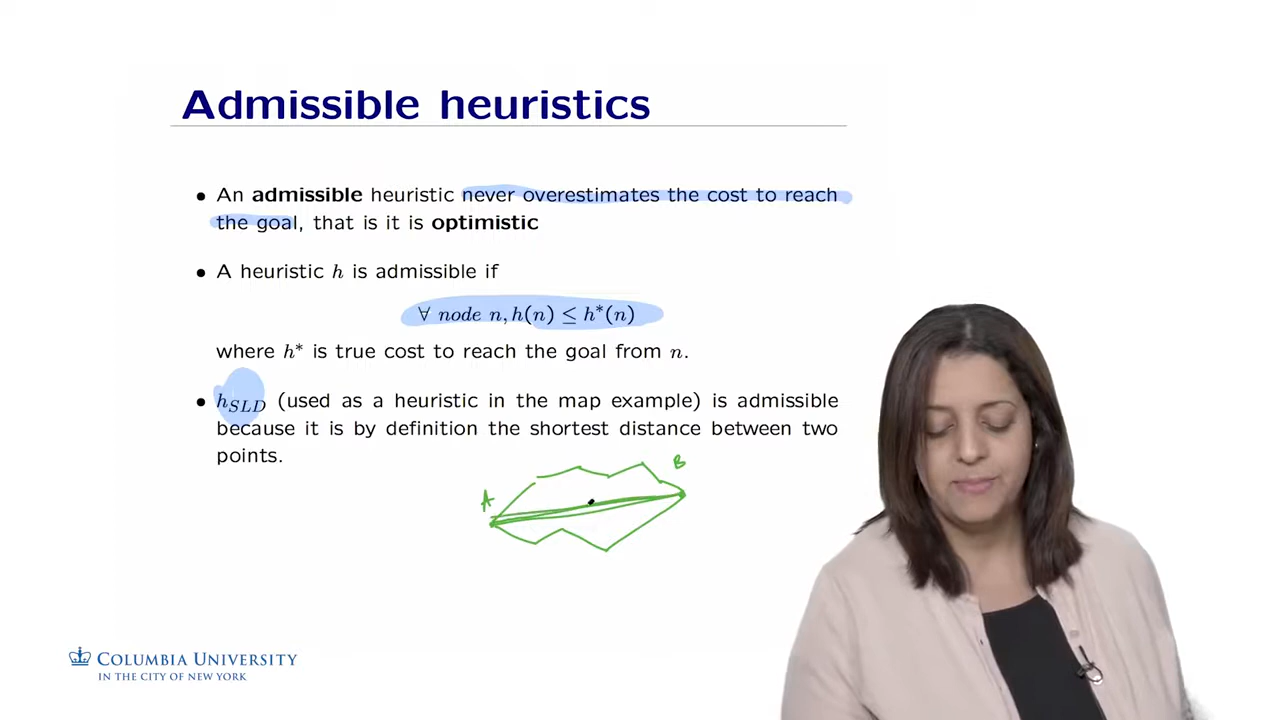 Admissible heuristics
• An admissible heuristic never overestimates the cost to reach
the goal, that is it is optimistic
• A heuristic h is admissible if
∀ node n, h(n) ≤ h*(n)
where h* is true cost to reach the goal from n.
• h_SLD (used as a heuristic in the map example) is admissible
because it is by definition the shortest distance between two
points.
B
A
COLUMBIA UNIVERSITY
IN THE CITY OF NEW YORK